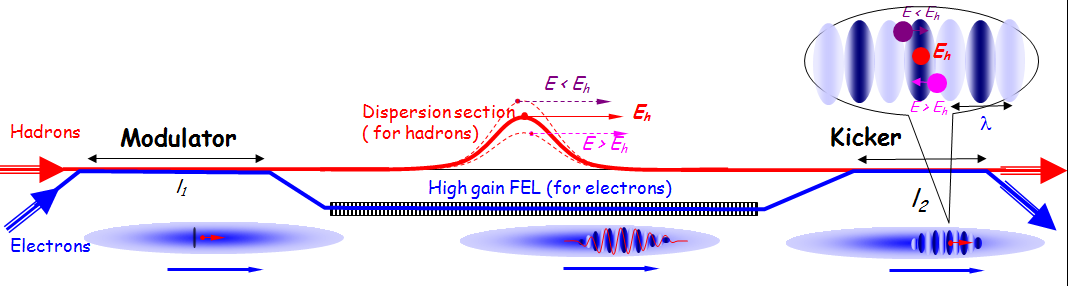 E < Eh
Eh
E > Eh
λ
E < Eh
Dispersion section
( for hadrons)
Eh
E > Eh
Hadrons
Modulator
Kicker
l1
High gain FEL (for electrons)
l2
Electrons